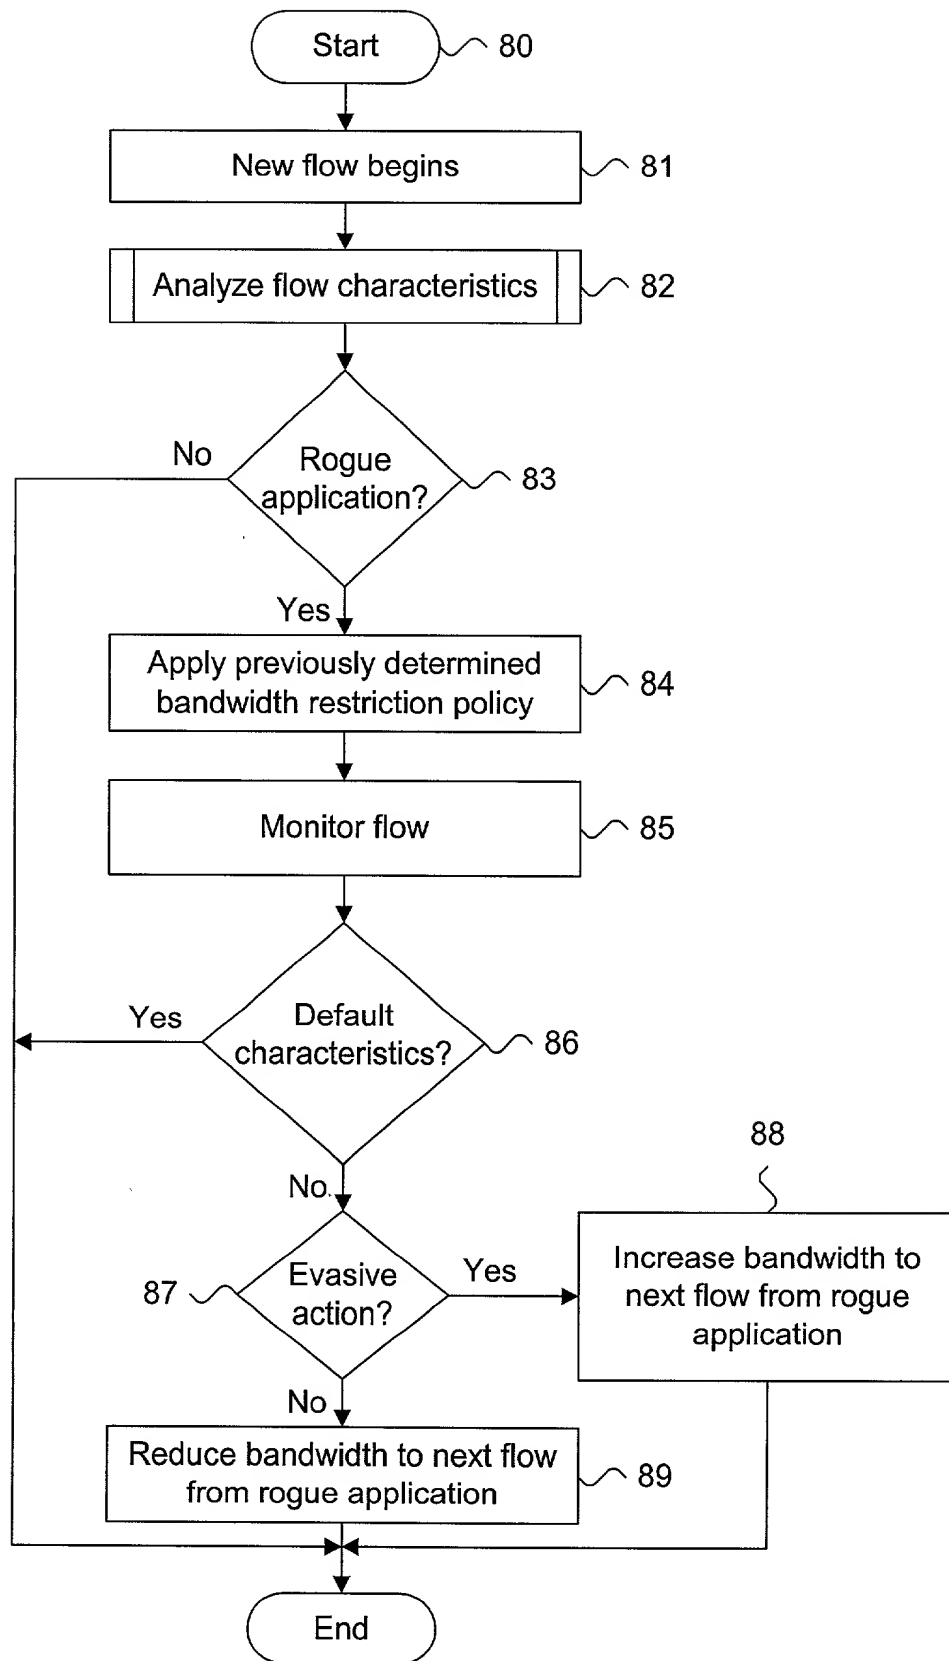 Start
80
New flow begins
81
Analyze flow characteristics
82
No
Rogue
application?
83
Yes
Apply previously determined
bandwidth restriction policy
84
Monitor flow
85
Yes
Default
characteristics?
86
No
88
87
Evasive
action?
Yes
Increase bandwidth to
next flow from rogue
application
No
Reduce bandwidth to next flow
from rogue application
89
End